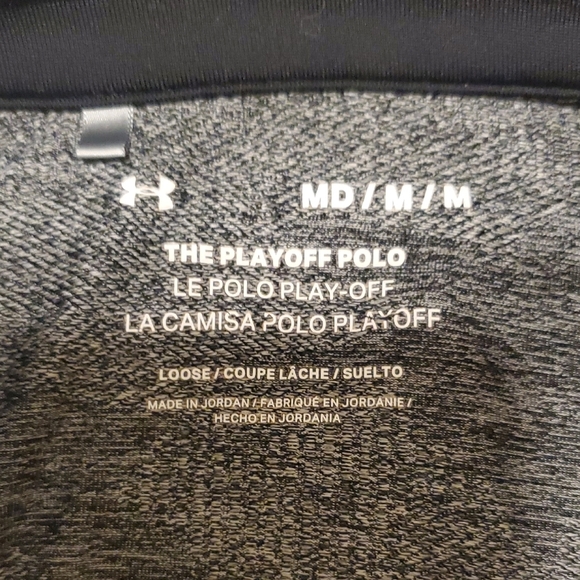 MD / M / M
THE PLAYOFF POLO
LE POLO PLAY-OFF
LA CAMISA POLO PLAYOFF
LOOSE / COUPE LÂCHE / SUELTO
MADE IN JORDAN / FABRIQUÉ EN JORDANIE /
HECHO EN JORDANIA